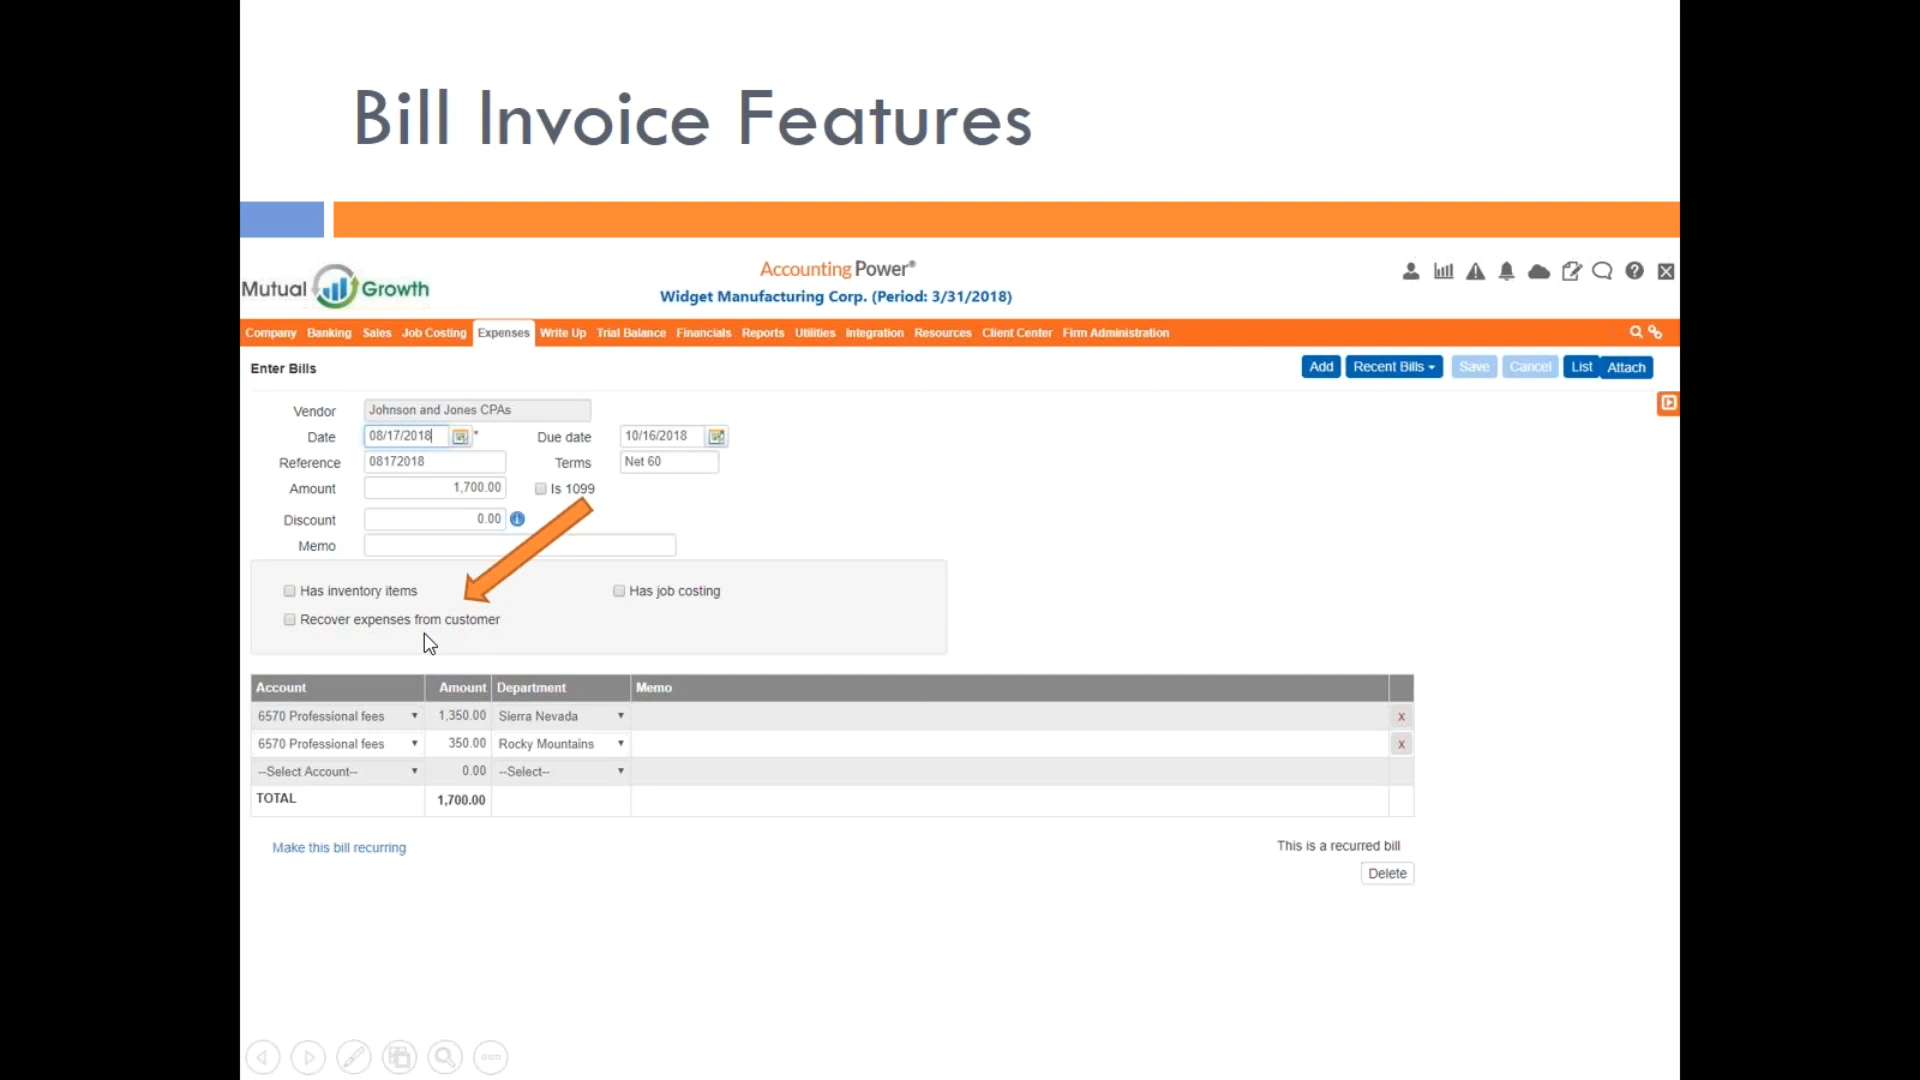 Bill Invoice Features
Mutual Growth
Accounting Power®
Widget Manufacturing Corp. (Period: 3/31/2018)
Company Banking Sales Job Costing Expenses Write Up Trial Balance Financials Reports Utilities Integration Resources Client Center Firm Administration
Enter Bills
Add Recent Bills Save Cancel List Attach
Vendor Johnson and Jones CPAs
Date 08/17/2018 * Due date 10/16/2018
Reference 08172018 Terms Net 60
Amount 1,700.00 Is 1099
Discount 0.00
Memo
Has inventory items Has job costing
Recover expenses from customer
Account Amount Department Memo
6570 Professional fees 1,350.00 Sierra Nevada x
6570 Professional fees 350.00 Rocky Mountains x
--Select Account-- 0.00 --Select--
TOTAL 1,700.00
Make this bill recurring
This is a recurred bill
Delete